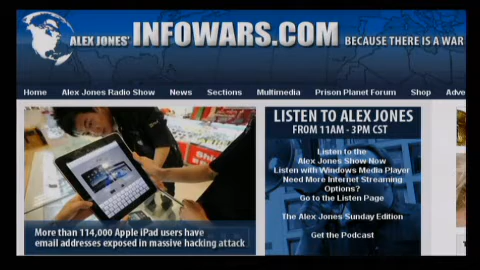 ALEX JONES' INFOWARS.COM BECAUSE THERE IS A WAR
Home Alex Jones Radio Show News Sections Multimedia Prison Planet Forum Shop Adve
LISTEN TO ALEX JONES
FROM 11AM - 3PM CST
Listen to the
Alex Jones Show Now
Listen with Windows Media Player
Need More Internet Streaming
Options?
Go to the Listen Page
The Alex Jones Sunday Edition
Get the Podcast
More than 114,000 Apple iPad users have
email addresses exposed in massive hacking attack